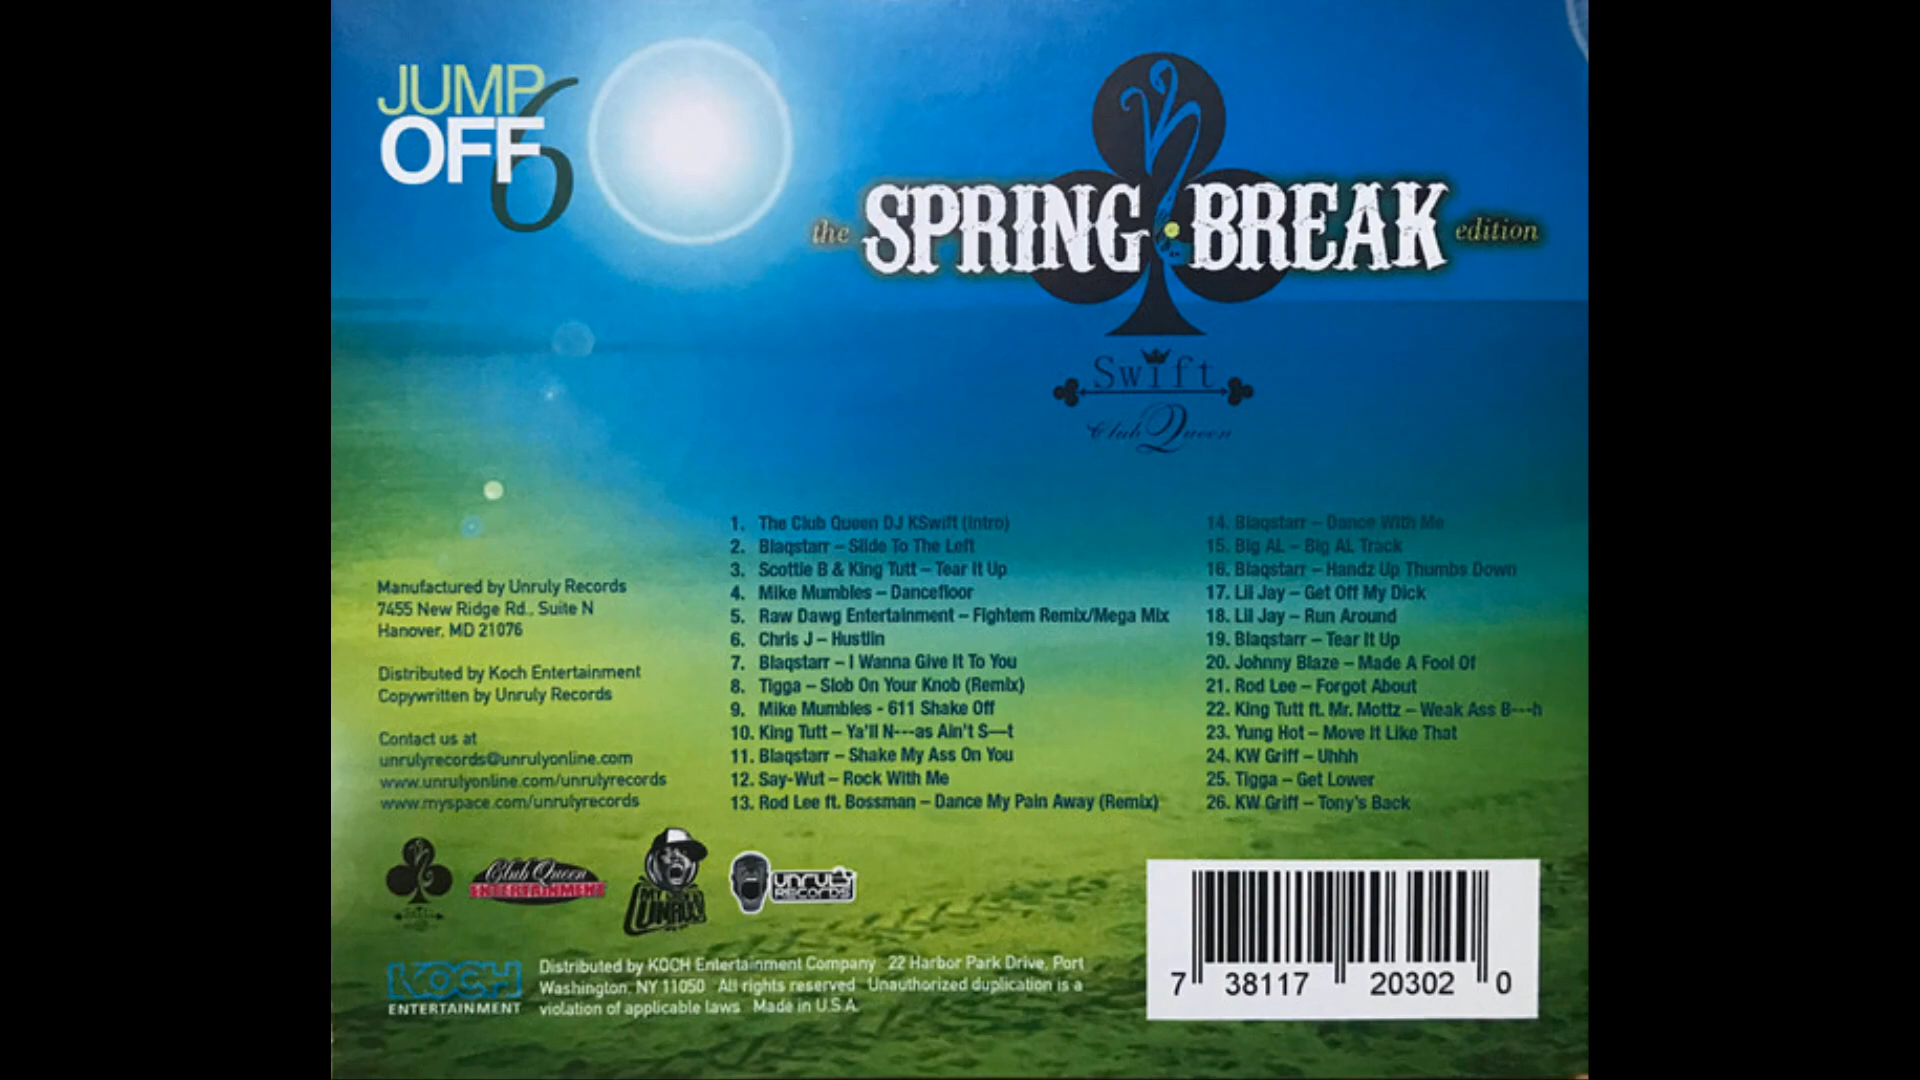 JUMP
OFF
6
the SPRING BREAK edition
Swift
Club Queen
1. The Club Queen DJ KSwift (Intro)
2. Blaqstarr – Slide To The Left
3. Scottie B & King Tutt – Tear It Up
4. Mike Mumbles – Dancefloor
5. Raw Dawg Entertainment – Fightem Remix/Mega Mix
6. Chris J – Hustlin
7. Blaqstarr – I Wanna Give It To You
8. Tigga – Slob On Your Knob (Remix)
9. Mike Mumbles - 611 Shake Off
10. King Tutt – Ya'll N---as Ain't S—t
11. Blaqstarr – Shake My Ass On You
12. Say-Wut – Rock With Me
13. Rod Lee ft. Bossman – Dance My Pain Away (Remix)
14. Blaqstarr – Dance With Me
15. Big AL – Big AL Track
16. Blaqstarr – Handz Up Thumbs Down
17. Lil Jay – Get Off My Dick
18. Lil Jay – Run Around
19. Blaqstarr – Tear It Up
20. Johnny Blaze – Made A Fool Of
21. Rod Lee – Forgot About
22. King Tutt ft. Mr. Mottz – Weak Ass B---h
23. Yung Hot – Move It Like That
24. KW Griff – Uhhh
25. Tigga – Get Lower
26. KW Griff – Tony's Back
Manufactured by Unruly Records
7455 New Ridge Rd., Suite N
Hanover, MD 21076
Distributed by Koch Entertainment
Copywritten by Unruly Records
Contact us at
unrulyrecords@unrulyonline.com
www.unrulyonline.com/unrulyrecords
www.myspace.com/unrulyrecords
Club Queen
ENTERTAINMENT
UNRULY
UNRULY
RECORDS
KOCH
ENTERTAINMENT
Distributed by KOCH Entertainment Company 22 Harbor Park Drive, Port
Washington, NY 11050 All rights reserved Unauthorized duplication is a
violation of applicable laws Made in U.S.A.
7 38117 20302 0